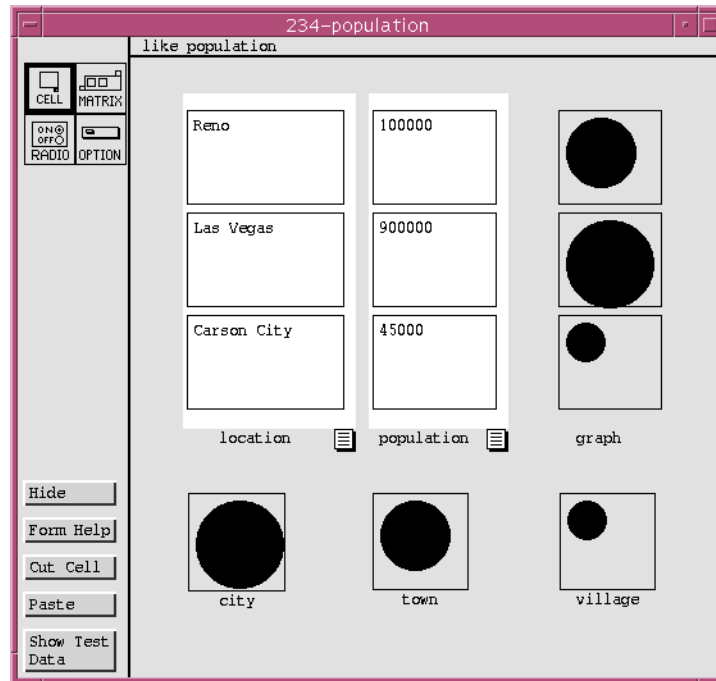 234-population
like population
CELL
MATRIX
ON
OFF
RADIO
OPTION
Reno
100000
Las Vegas
900000
Carson City
45000
location
population
graph
Hide
Form Help
Cut Cell
Paste
Show Test
Data
city
town
village